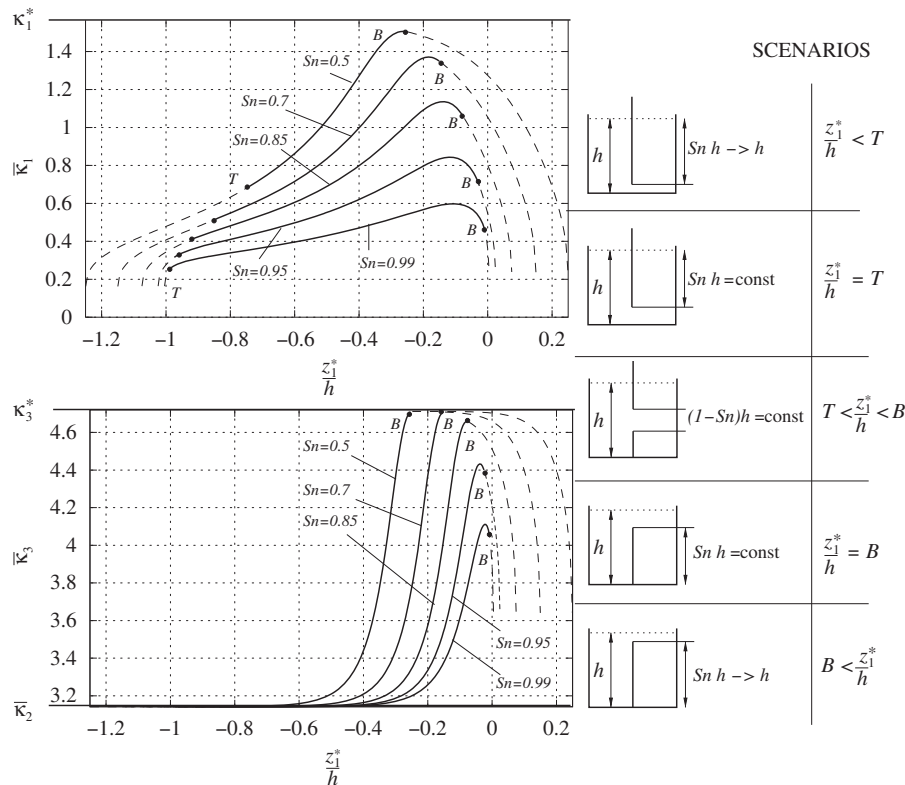 κ₁*
1.4
1.2
1
0.8
0.6
0.4
0.2
0
κ̄₁
Sn=0.5
Sn=0.7
Sn=0.85
Sn=0.95
Sn=0.99
B
B
B
B
B
T
T
−1.2 −1 −0.8 −0.6 −0.4 −0.2 0 0.2
z₁*/h
κ₃*
4.6
4.4
4.2
4
3.8
3.6
3.4
3.2
κ̄₃
κ̄₂
Sn=0.5
Sn=0.7
Sn=0.85
Sn=0.95
Sn=0.99
B
B
B
B
B
−1.2 −1 −0.8 −0.6 −0.4 −0.2 0 0.2
z₁*/h
SCENARIOS
h Sn h −> h z₁*/h < T
h Sn h =const z₁*/h = T
h (1−Sn)h =const T < z₁*/h < B
h Sn h =const z₁*/h = B
h Sn h −> h B < z₁*/h